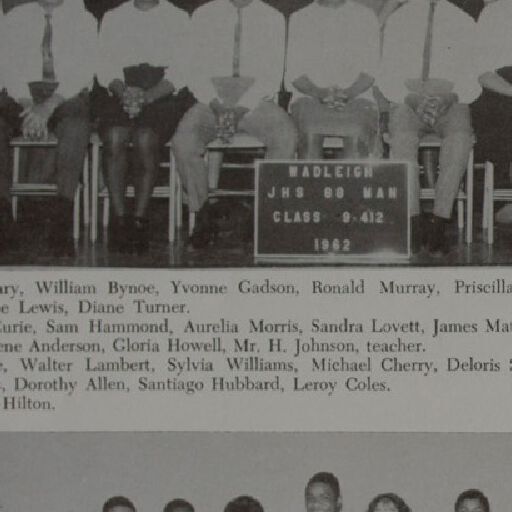 WADLEIGH
JHS 88 MAN
CLASS 9-412
1962
ary, William Bynoe, Yvonne Gadson, Ronald Murray, Priscilla
e Lewis, Diane Turner.
Curie, Sam Hammond, Aurelia Morris, Sandra Lovett, James Mat
ene Anderson, Gloria Howell, Mr. H. Johnson, teacher.
e, Walter Lambert, Sylvia Williams, Michael Cherry, Deloris S
, Dorothy Allen, Santiago Hubbard, Leroy Coles.
Hilton.